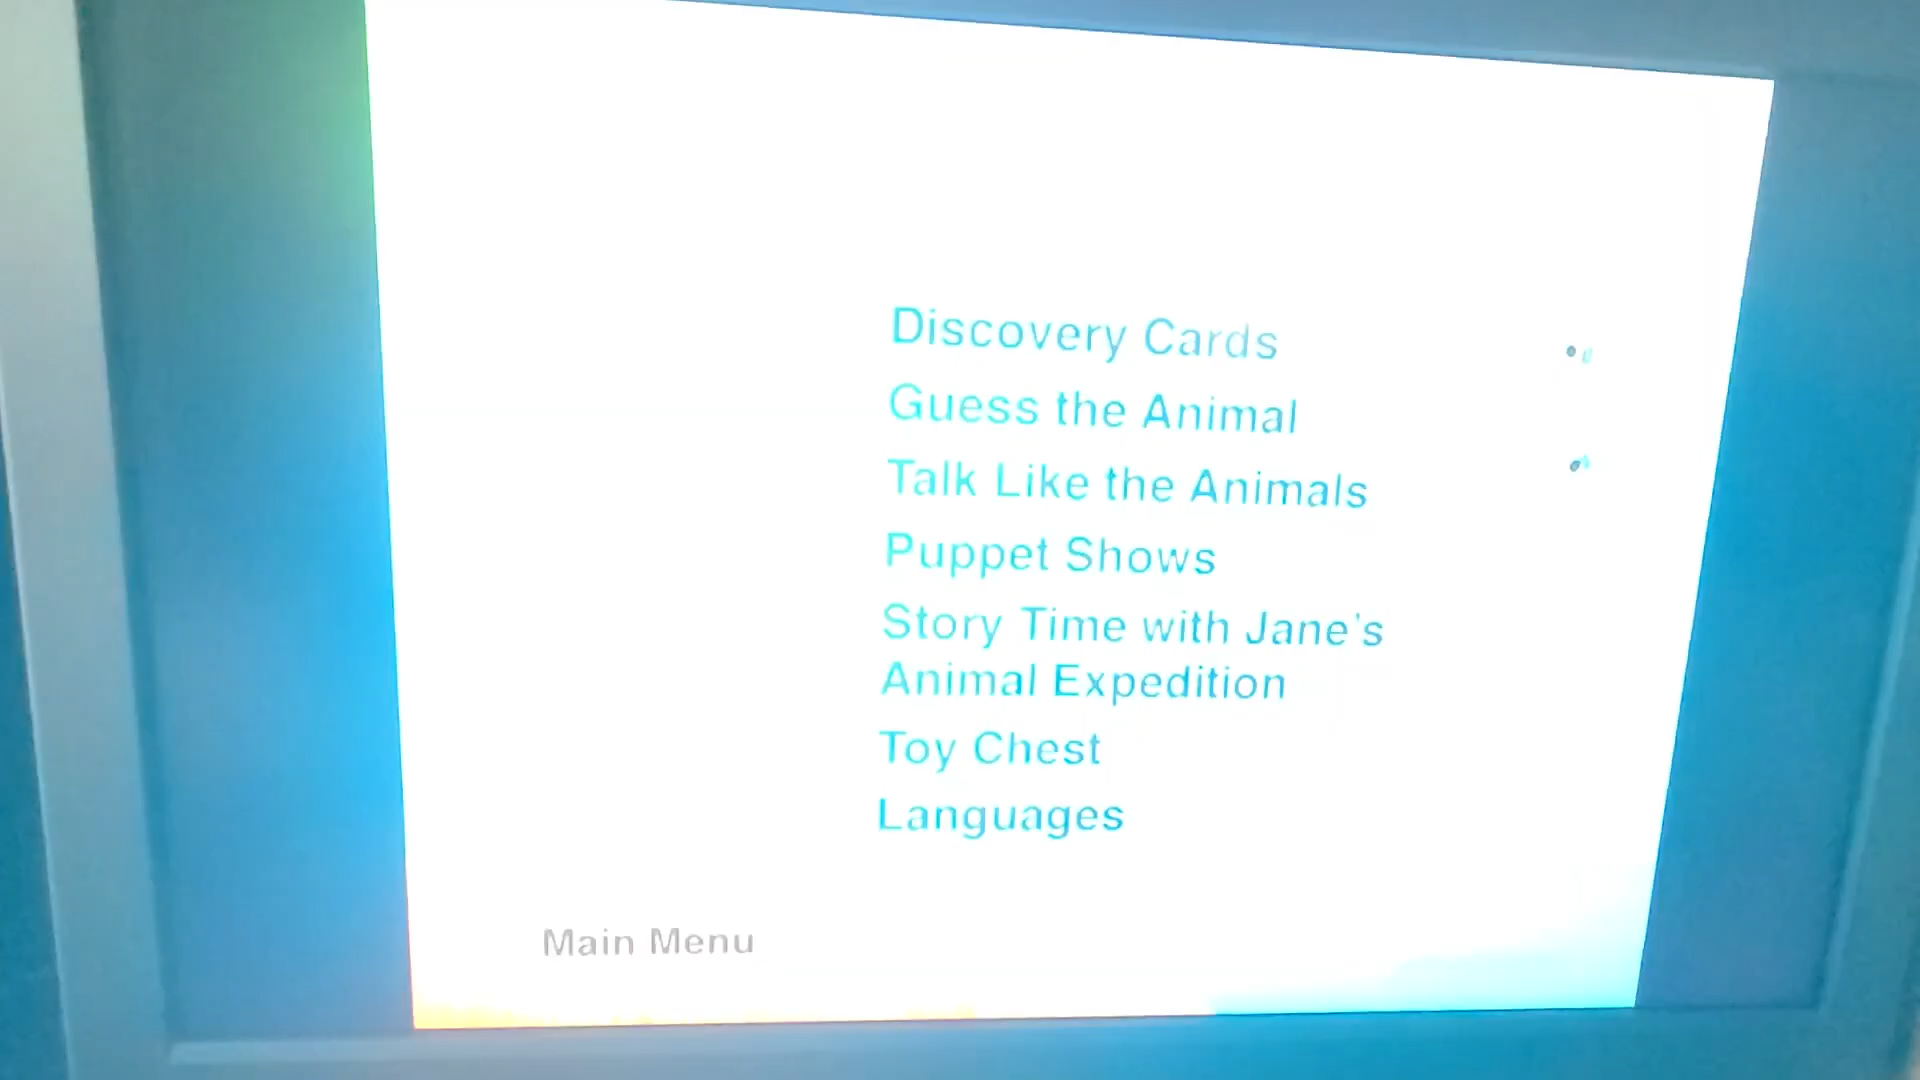 Discovery Cards
Guess the Animal
Talk Like the Animals
Puppet Shows
Story Time with Jane's
Animal Expedition
Toy Chest
Languages
Main Menu